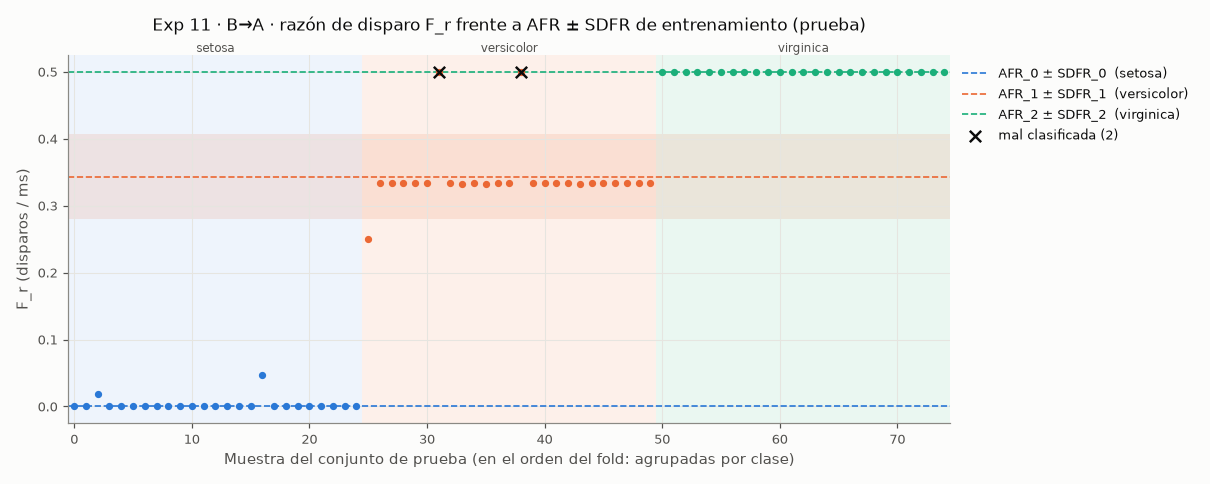 Exp 11 · B→A · razón de disparo F_r frente a AFR ± SDFR de entrenamiento (prueba)
setosa
versicolor
virginica
0.5
0.4
0.3
0.2
0.1
0.0
F_r (disparos / ms)
0
10
20
30
40
50
60
70
Muestra del conjunto de prueba (en el orden del fold: agrupadas por clase)
AFR_0 ± SDFR_0 (setosa)
AFR_1 ± SDFR_1 (versicolor)
AFR_2 ± SDFR_2 (virginica)
mal clasificada (2)